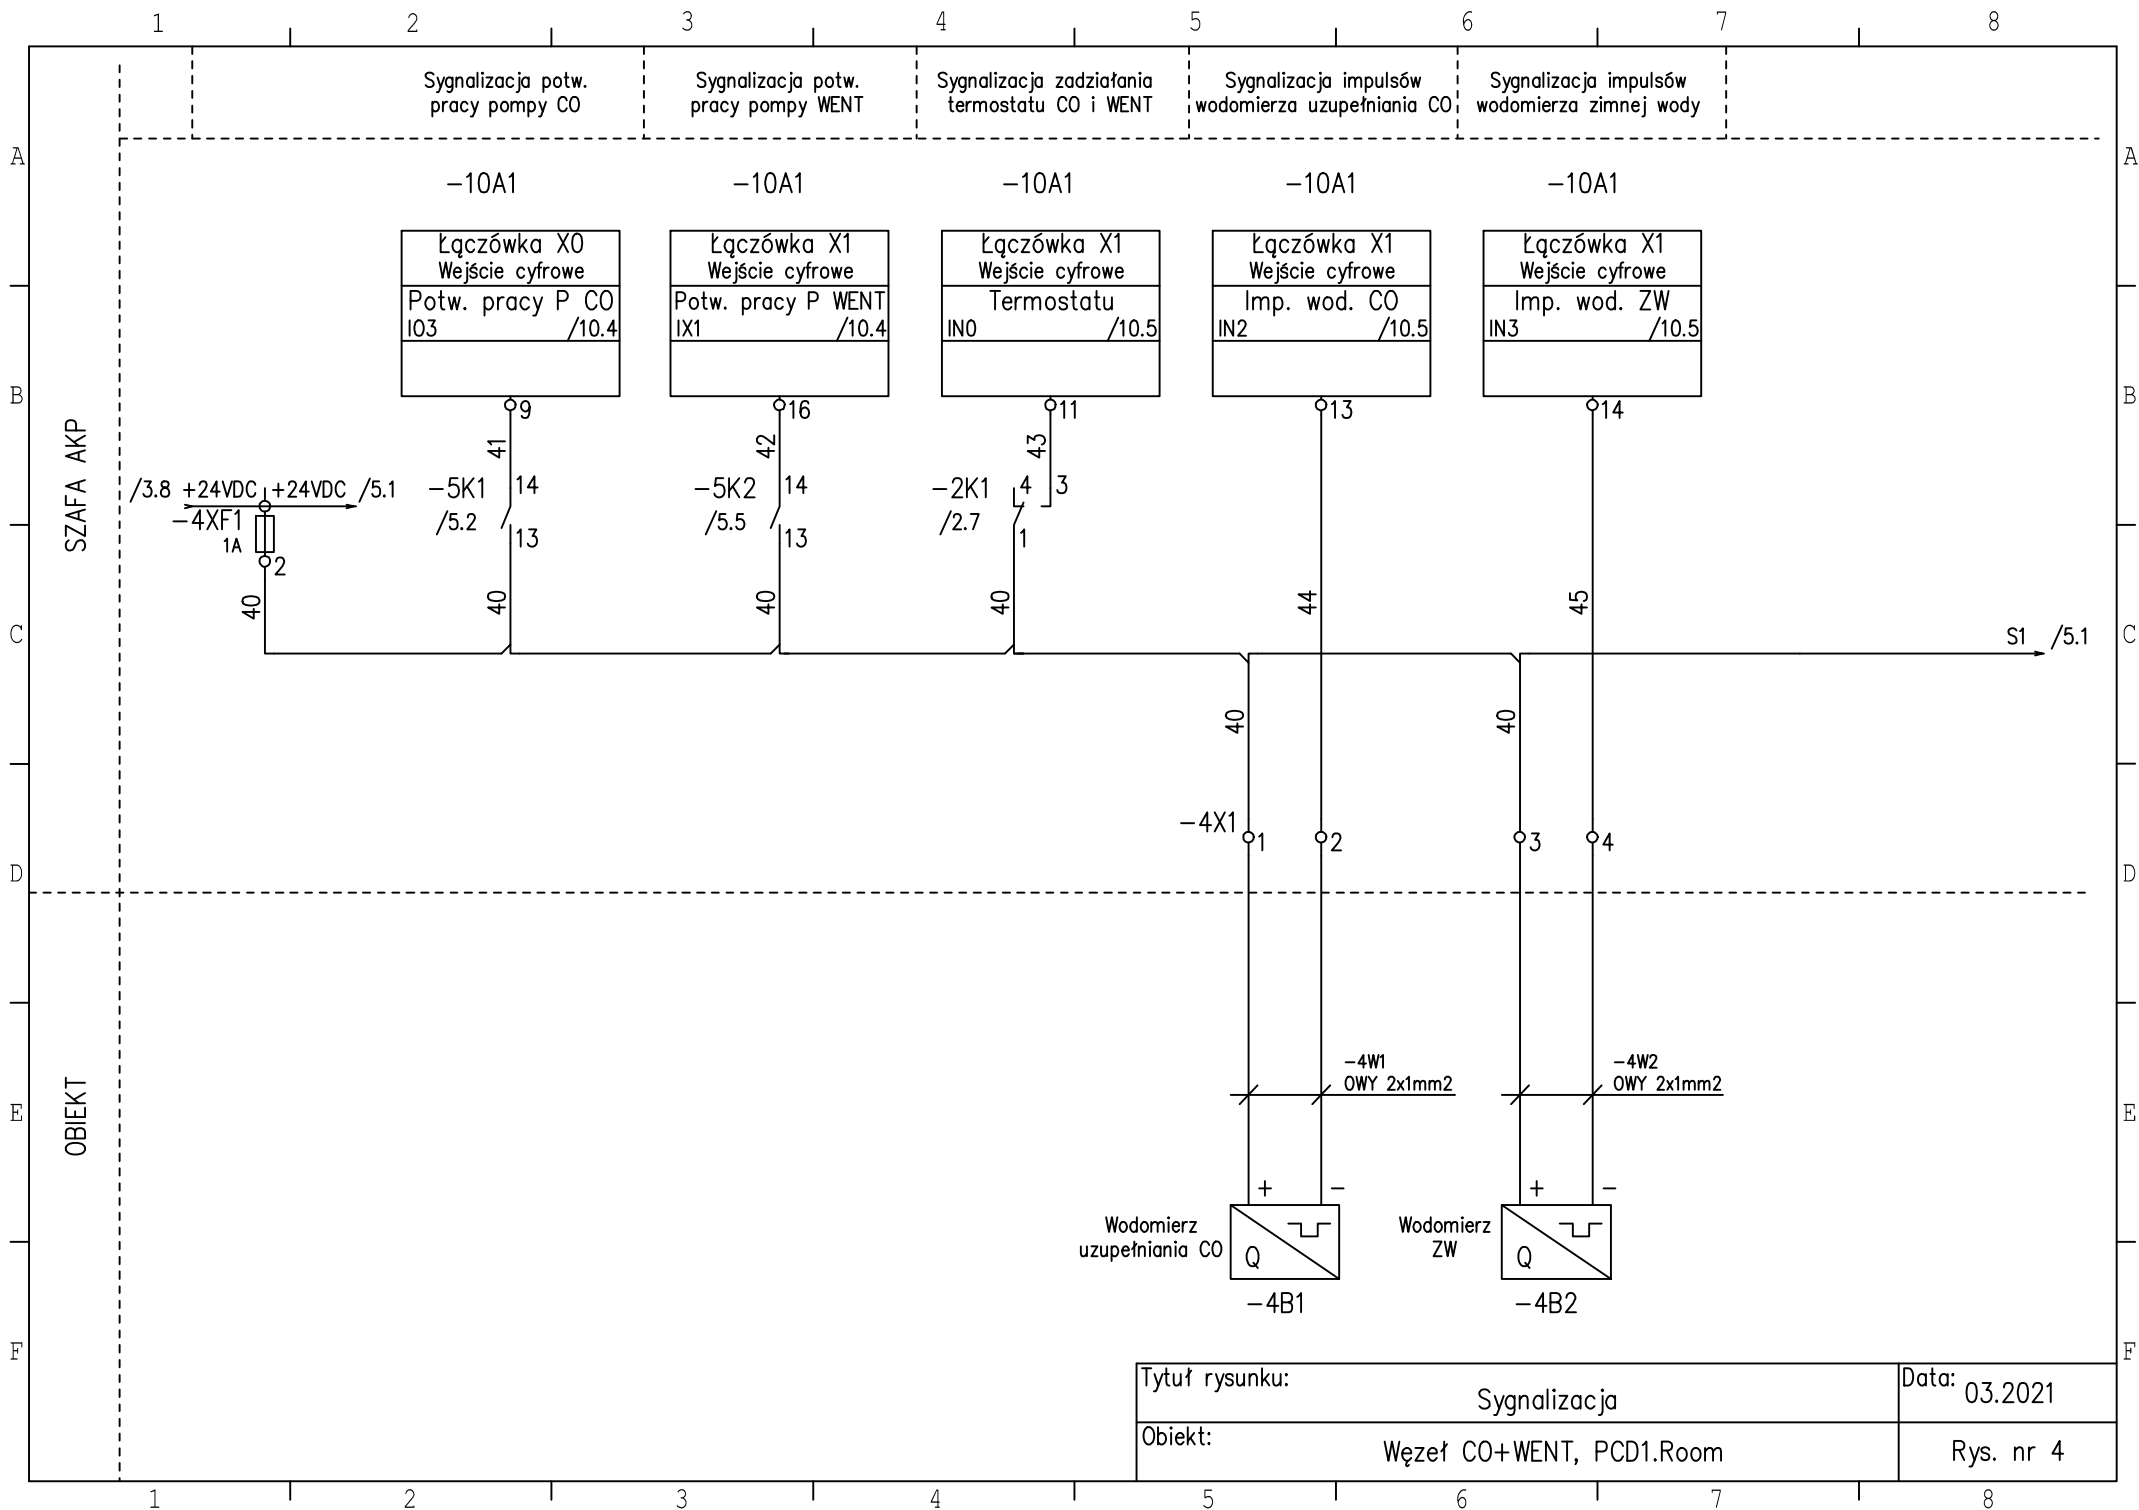 1 2 3 4 5 6 7 8
Sygnalizacja potw.
pracy pompy CO
Sygnalizacja potw.
pracy pompy WENT
Sygnalizacja zadziałania
termostatu CO i WENT
Sygnalizacja impulsów
wodomierza uzupełniania CO
Sygnalizacja impulsów
wodomierza zimnej wody
A A
-10A1 -10A1 -10A1 -10A1 -10A1
Łączówka X0
Wejście cyfrowe
Potw. pracy P CO
IO3 /10.4
Łączówka X1
Wejście cyfrowe
Potw. pracy P WENT
IX1 /10.4
Łączówka X1
Wejście cyfrowe
Termostatu
IN0 /10.5
Łączówka X1
Wejście cyfrowe
Imp. wod. CO
IN2 /10.5
Łączówka X1
Wejście cyfrowe
Imp. wod. ZW
IN3 /10.5
B B
9 16 11 13 14
41 42 43
SZAFA AKP
/3.8 +24VDC +24VDC /5.1
-4XF1
1A
2
-5K1 14
/5.2
13
-5K2 14
/5.5
13
-2K1 4 3
/2.7
1
40 40 40 40 44 45
C C
S1 /5.1
40 40
-4X1 1 2 3 4
D D
OBIEKT
-4W1
OWY 2x1mm2
-4W2
OWY 2x1mm2
E E
+ - + -
Wodomierz
uzupełniania CO
Q
-4B1
Wodomierz
ZW
Q
-4B2
F F
Tytuł rysunku:
Sygnalizacja
Data: 03.2021
Obiekt:
Węzeł CO+WENT, PCD1.Room
Rys. nr 4
1 2 3 4 5 6 7 8